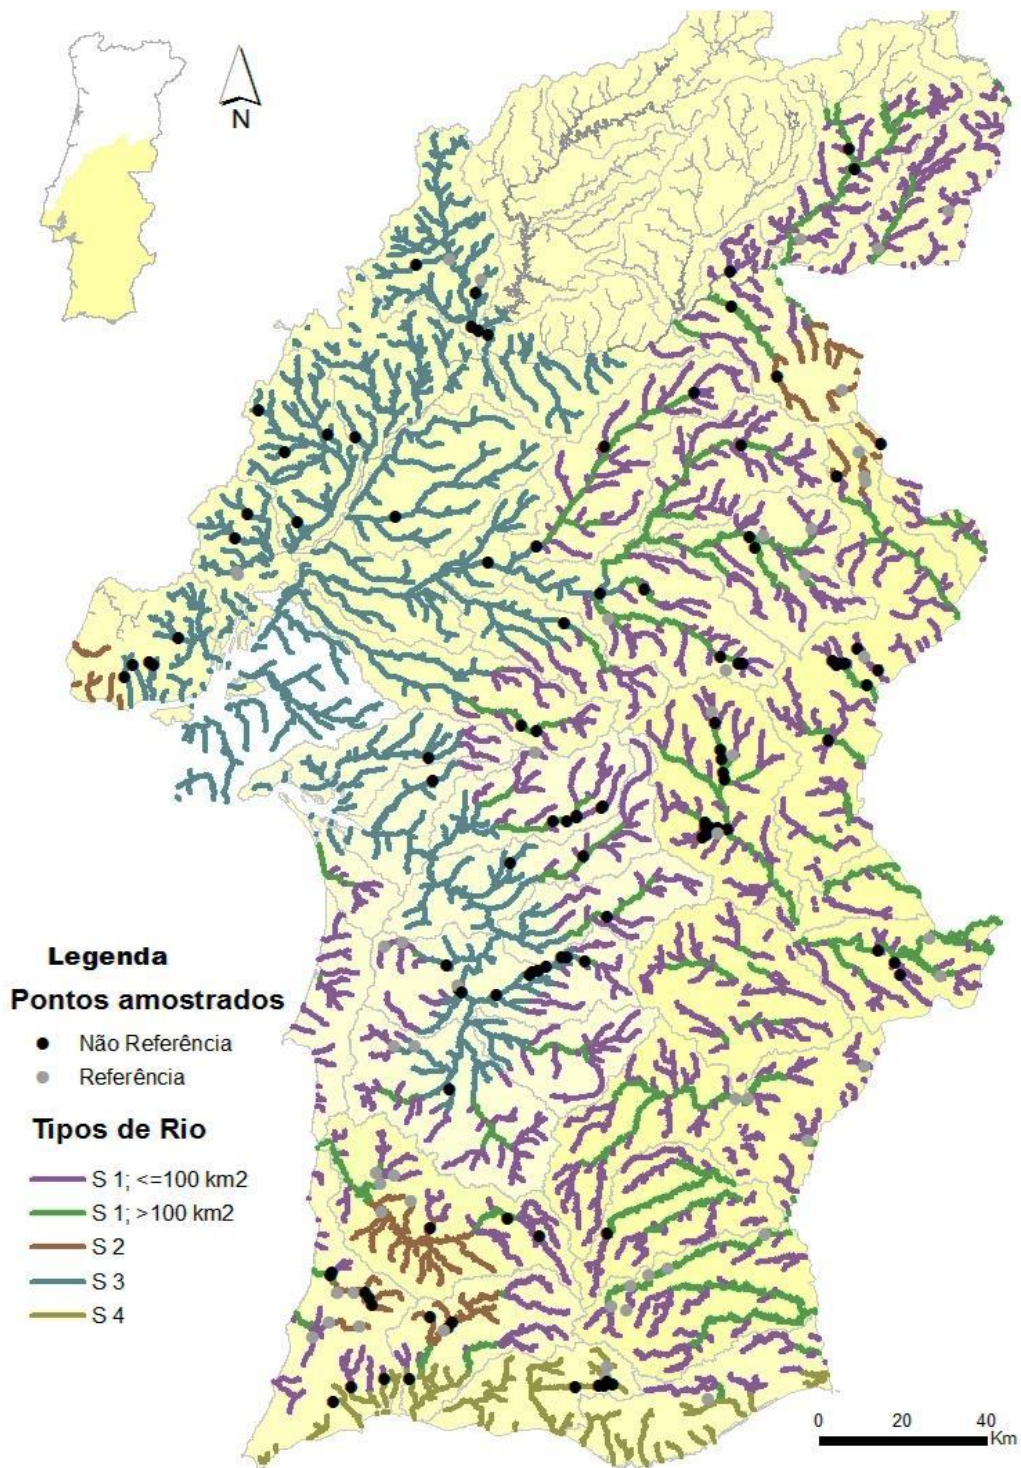 N
Legenda
Pontos amostrados
Não Referência
Referência
Tipos de Rio
S 1; <=100 km2
S 1; >100 km2
S 2
S 3
S 4
0 20 40
Km